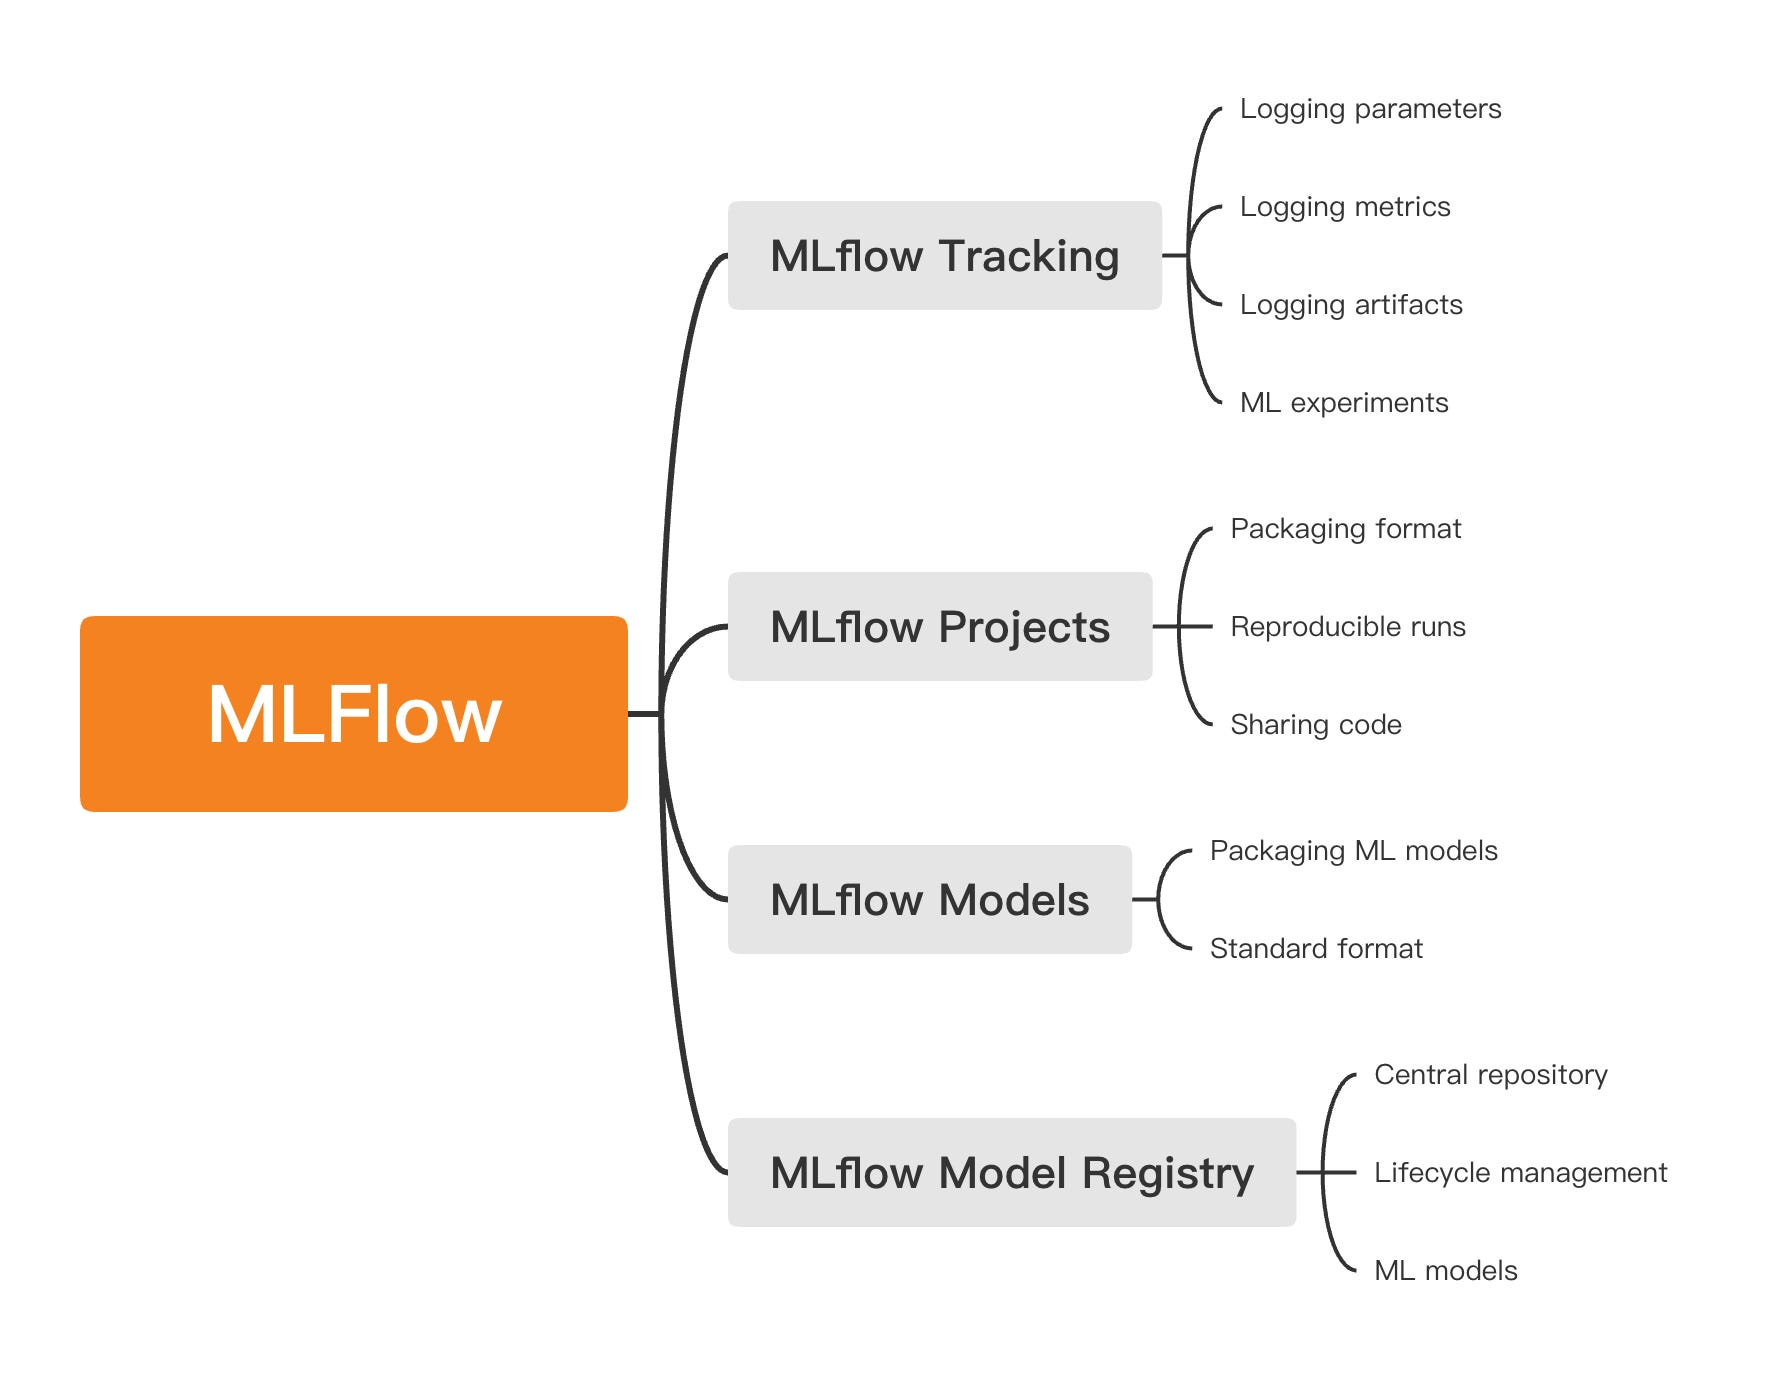 MLFlow
MLflow Tracking
Logging parameters
Logging metrics
Logging artifacts
ML experiments
MLflow Projects
Packaging format
Reproducible runs
Sharing code
MLflow Models
Packaging ML models
Standard format
MLflow Model Registry
Central repository
Lifecycle management
ML models